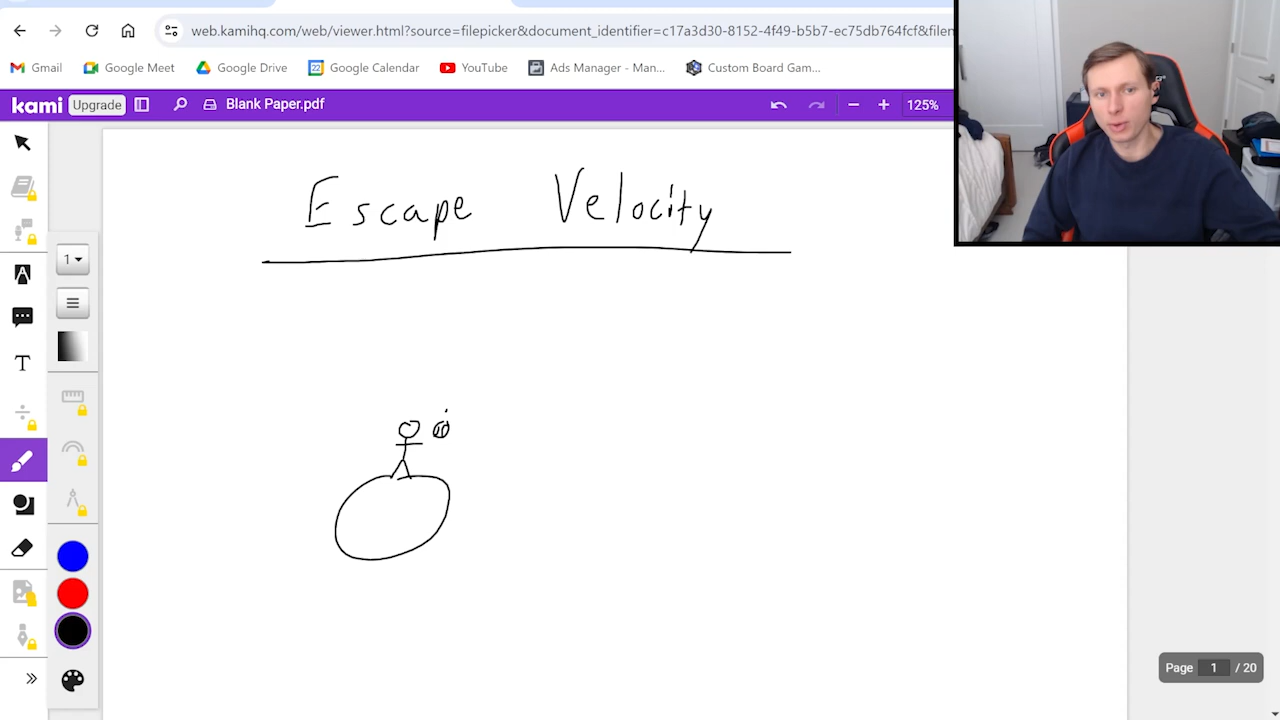 web.kamihq.com/web/viewer.html?source=filepicker&document_identifier=c17a3d30-8152-4f49-b5b7-ec75db764fcf&filen
Gmail Google Meet Google Drive 22 Google Calendar YouTube Ads Manager - Man... Custom Board Gam...
kami Upgrade Blank Paper.pdf 125%
Escape Velocity
1
T
Page 1 / 20